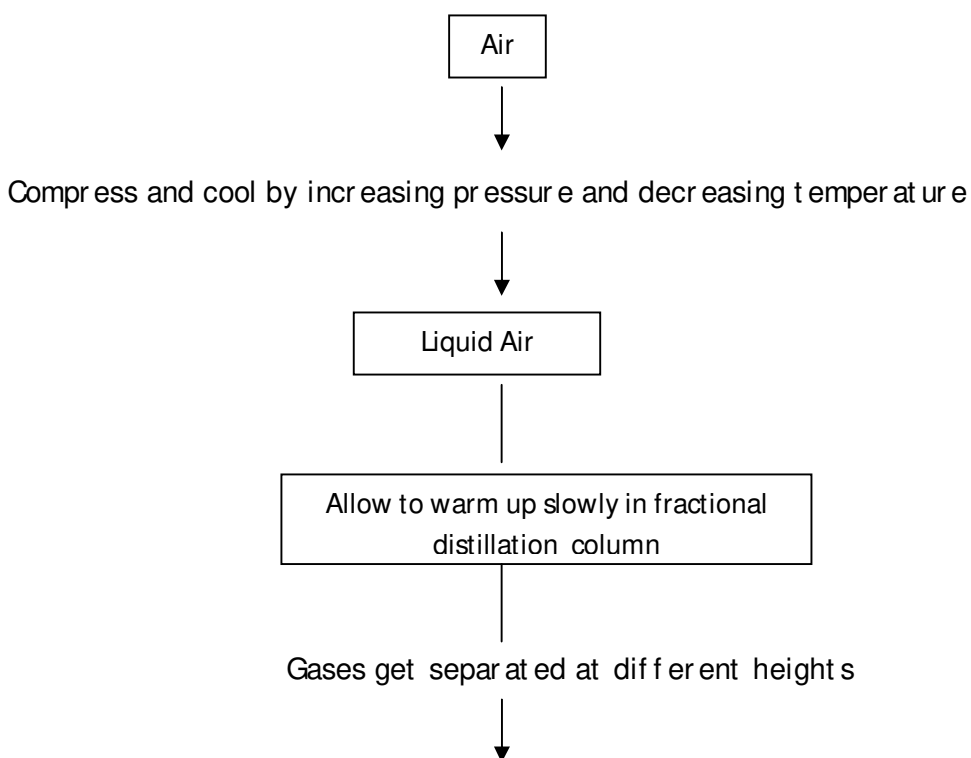 Air
Compress and cool by increasing pressure and decreasing temperature
Liquid Air
Allow to warm up slowly in fractional
distillation column
Gases get separated at different heights